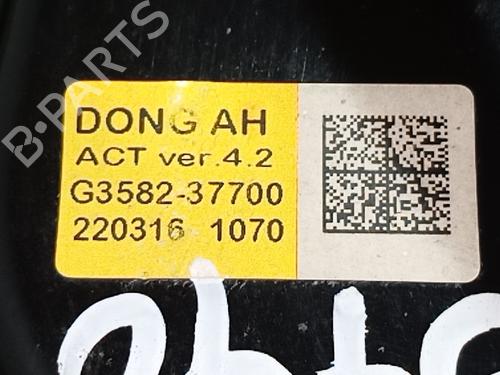 B-PARTS
DONG AH
ACT ver.4.2
G3582-37700
220316 1070